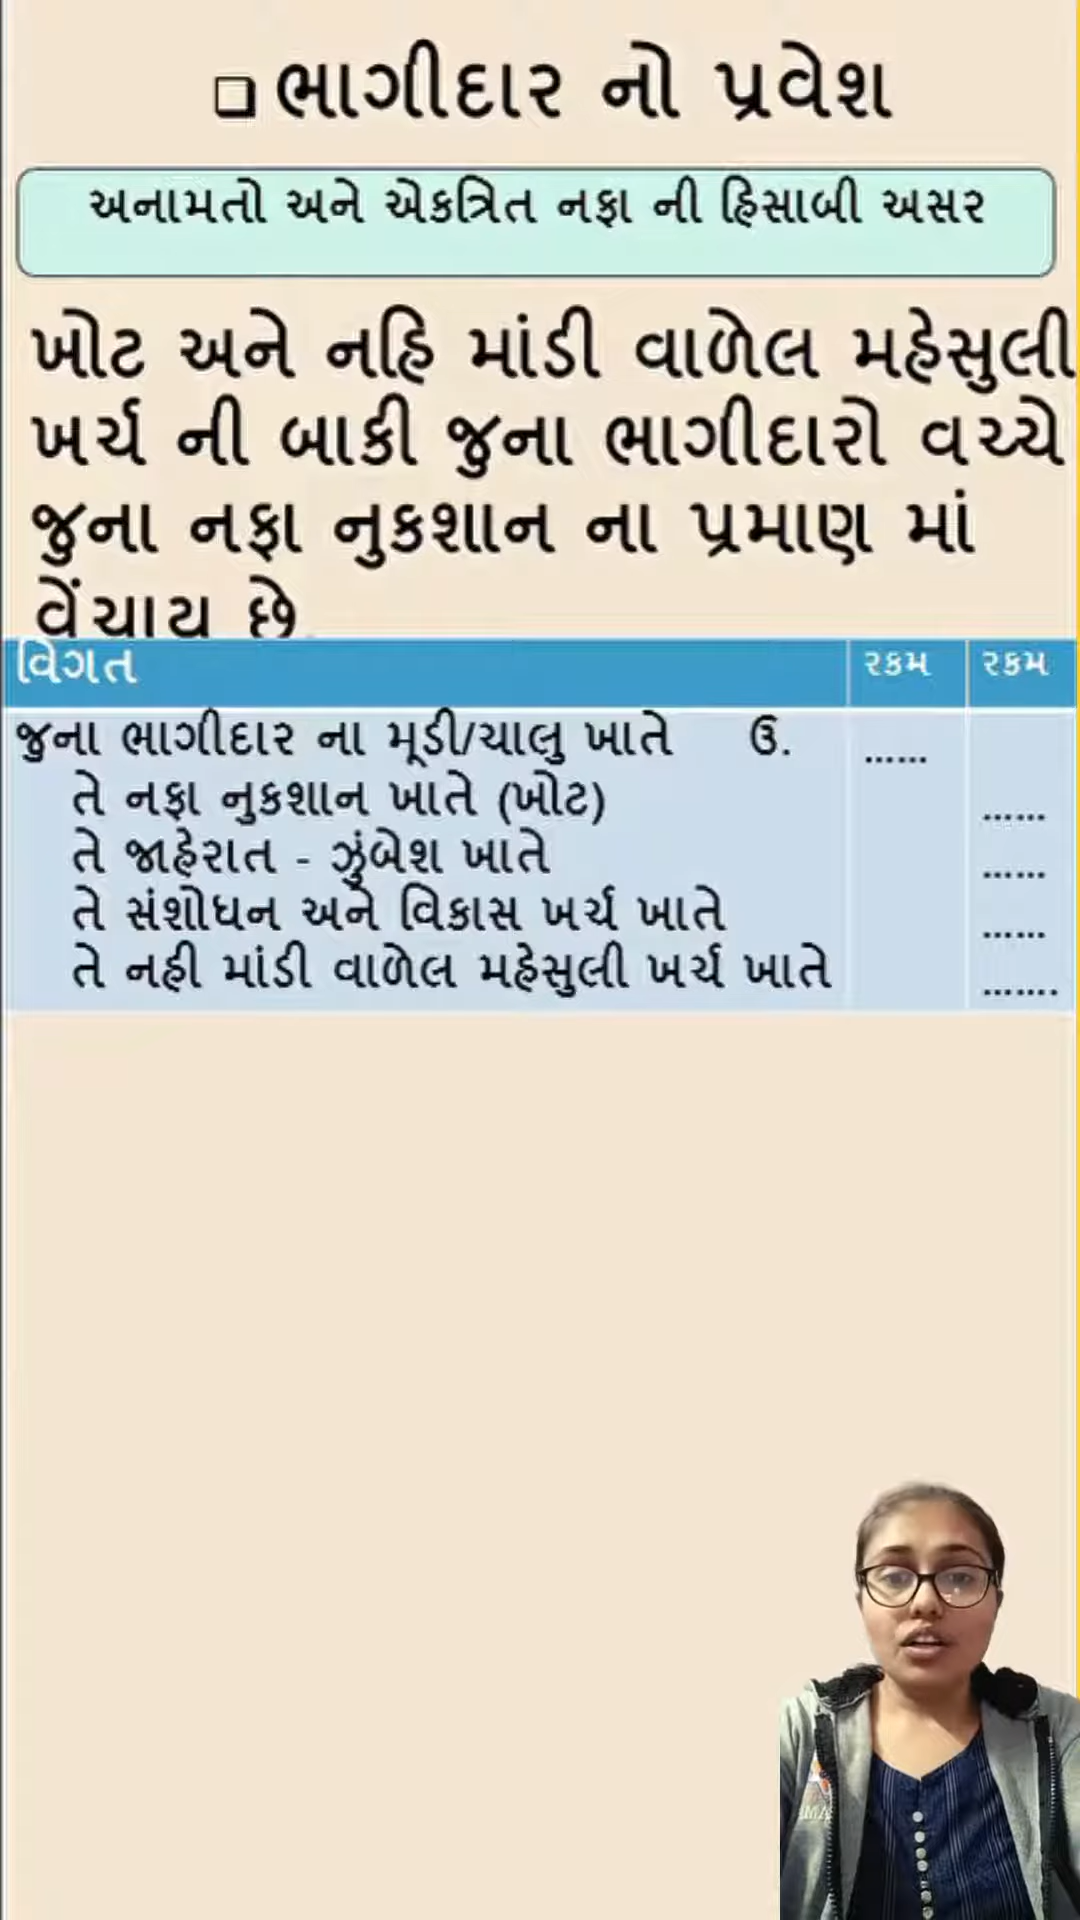 ભાગીદાર નો પ્રવેશ
અનામતો અને એકત્રિત નફા ની હિસાબી અસર
ખોટ અને નહિ માંડી વાળેલ મહેસુલી
ખર્ચ ની બાકી જુના ભાગીદારો વચ્ચે
જુના નફા નુકશાન ના પ્રમાણ માં
વેંચાય છે.
વિગત રકમ રકમ
જુના ભાગીદાર ના મૂડી/ચાલુ ખાતે ઉ. ......
તે નફા નુકશાન ખાતે (ખોટ) ......
તે જાહેરાત - ઝુંબેશ ખાતે ......
તે સંશોધન અને વિકાસ ખર્ચ ખાતે ......
તે નહી માંડી વાળેલ મહેસુલી ખર્ચ ખાતે .......